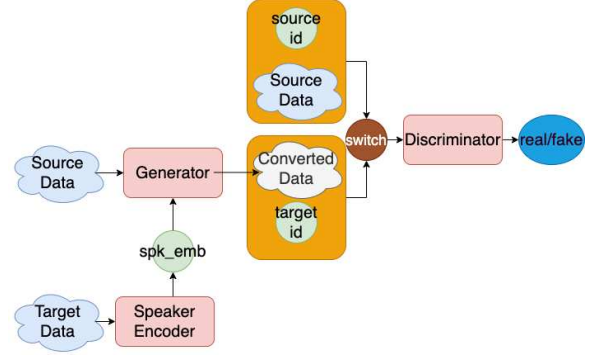 source
id
Source
Data
switch
Discriminator
real/fake
Source
Data
Generator
Converted
Data
target
id
spk_emb
Target
Data
Speaker
Encoder